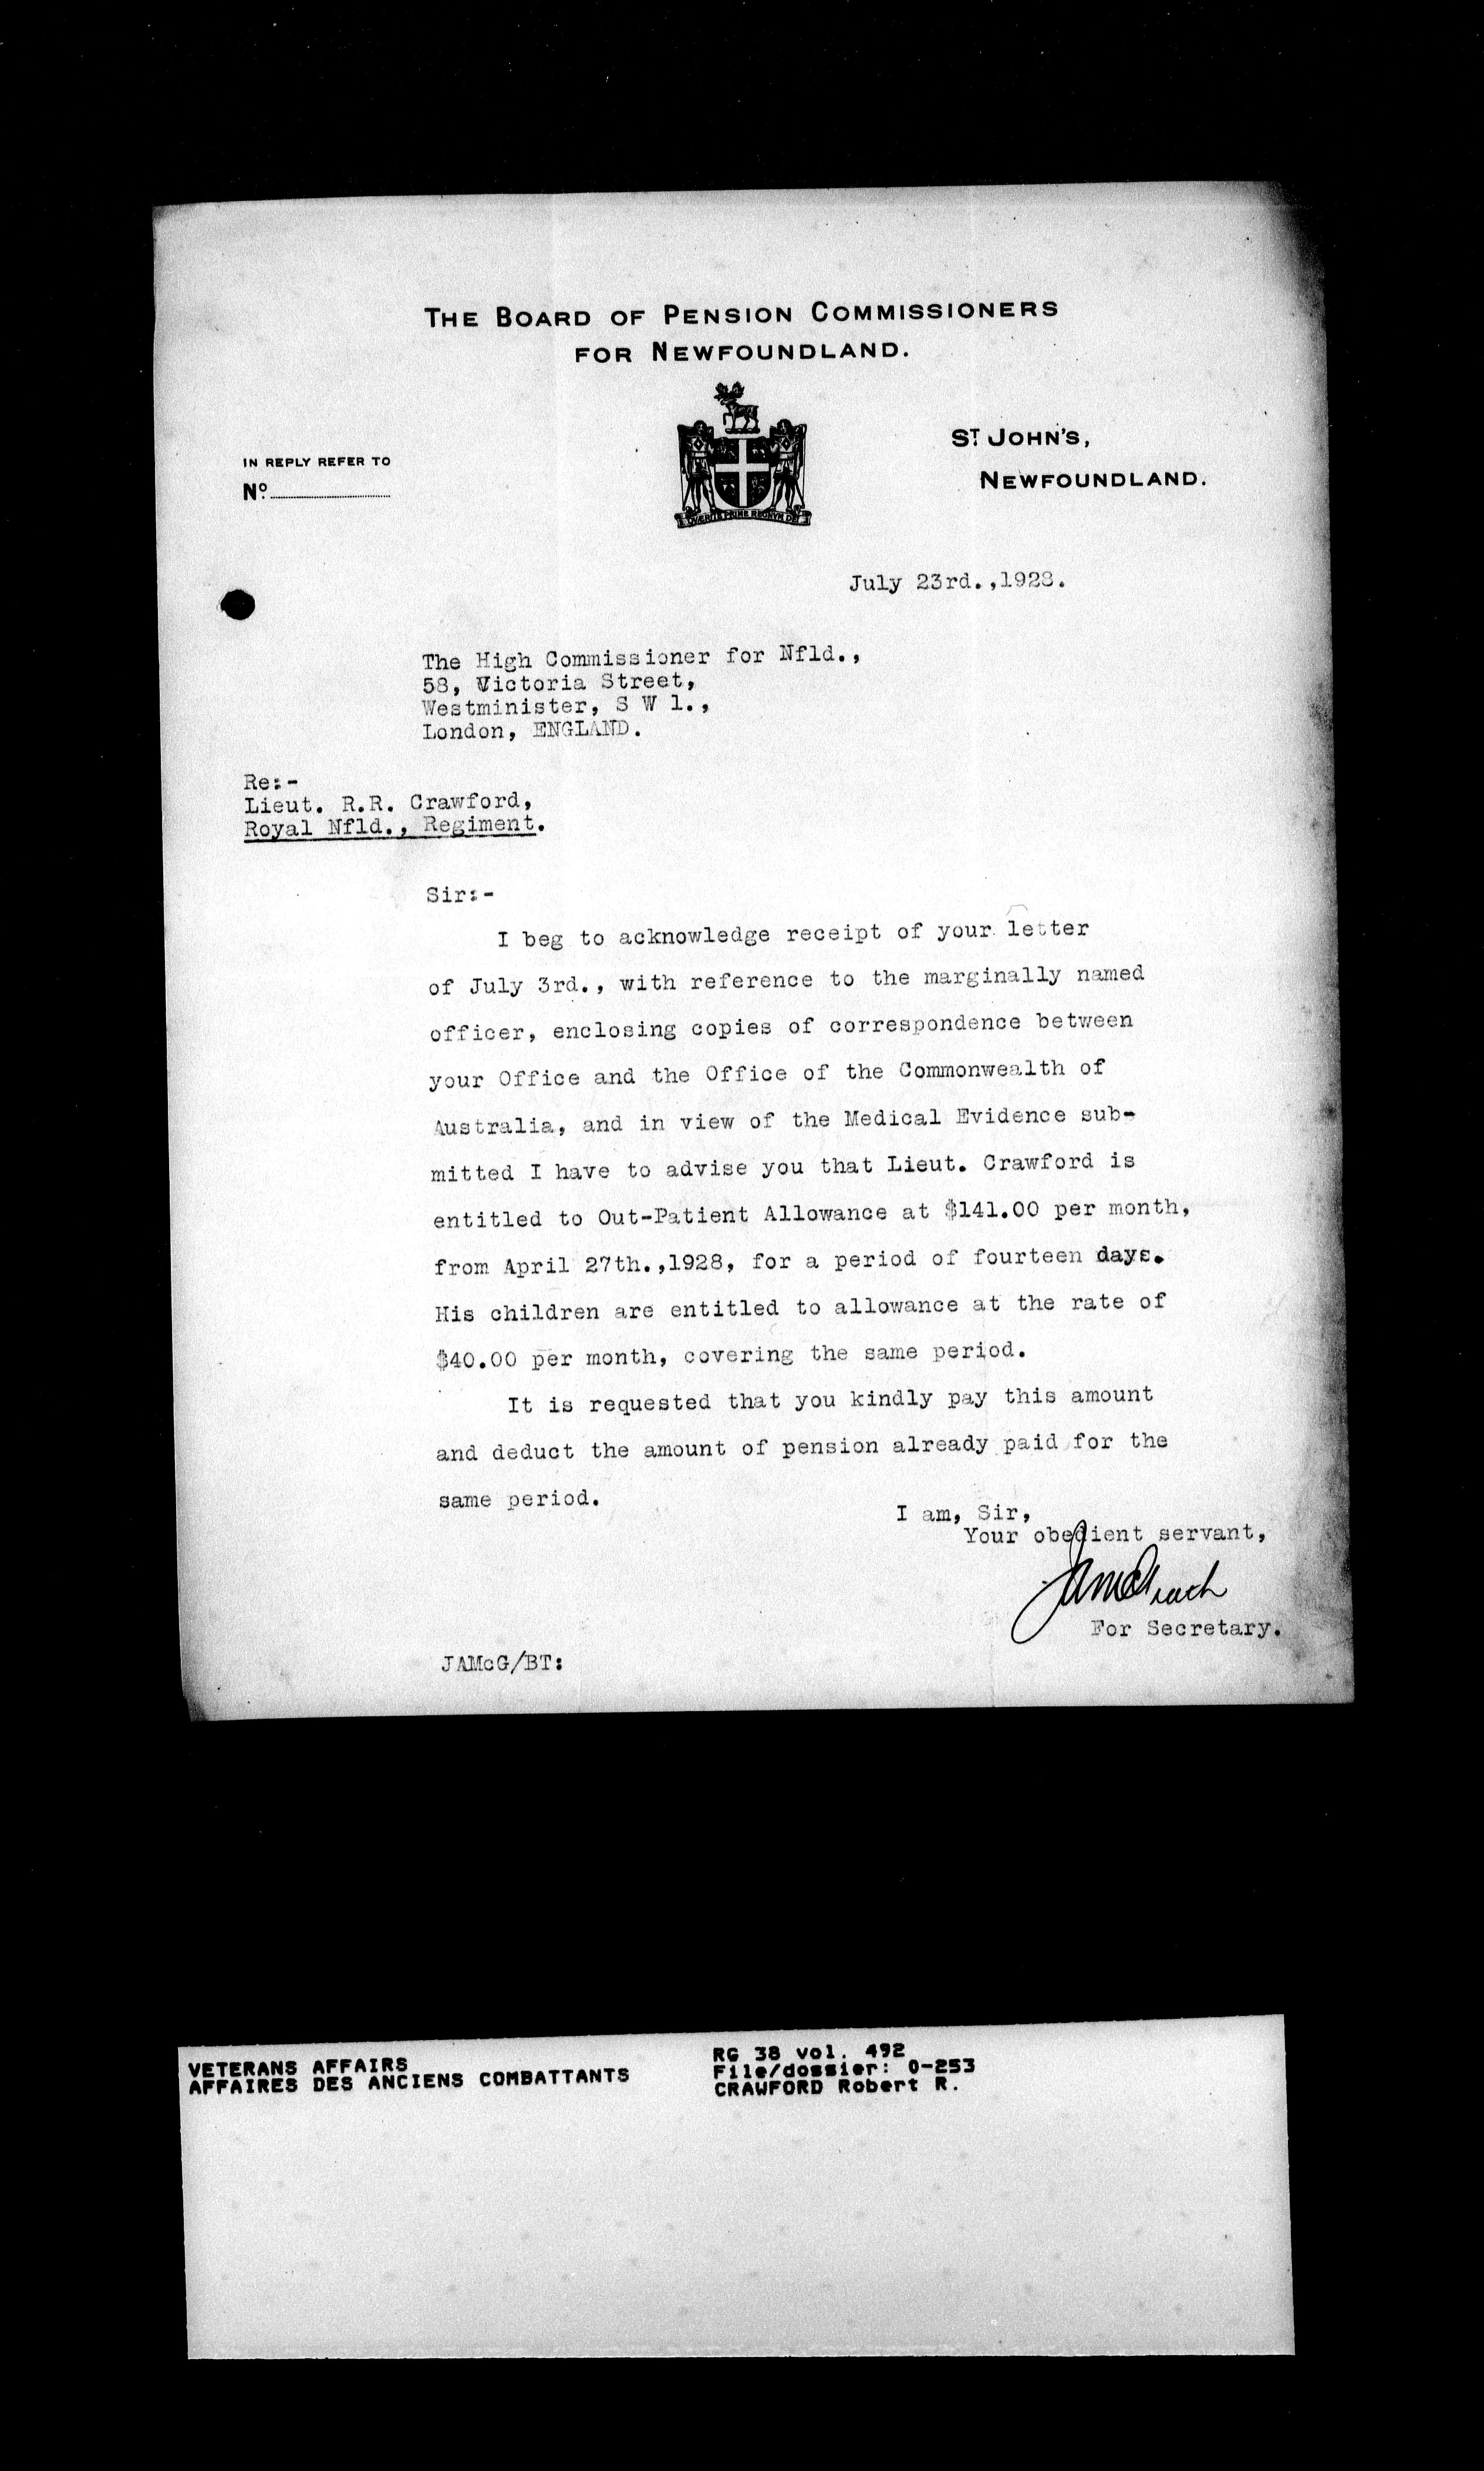 THE BOARD OF PENSION COMMISSIONERS
FOR NEWFOUNDLAND.
ST JOHN'S,
NEWFOUNDLAND.
IN REPLY REFER TO
No.
QUÆRITE PRIME REGNVM DEI
July 23rd.,1928.
The High Commissioner for Nfld.,
58, Victoria Street,
Westminister, S W 1.,
London, ENGLAND.
Re:-
Lieut. R.R. Crawford,
Royal Nfld., Regiment.
Sir:-
I beg to acknowledge receipt of your letter
of July 3rd., with reference to the marginally named
officer, enclosing copies of correspondence between
your Office and the Office of the Commonwealth of
Australia, and in view of the Medical Evidence sub-
mitted I have to advise you that Lieut. Crawford is
entitled to Out-Patient Allowance at $141.00 per month,
from April 27th.,1928, for a period of fourteen days.
His children are entitled to allowance at the rate of
$40.00 per month, covering the same period.
It is requested that you kindly pay this amount
and deduct the amount of pension already paid for the
same period.
I am, Sir,
Your obedient servant,
For Secretary.
JAMcG/BT:
VETERANS AFFAIRS
AFFAIRES DES ANCIENS COMBATTANTS
RG 38 vol. 492
File/dossier: 0-253
CRAWFORD Robert R.